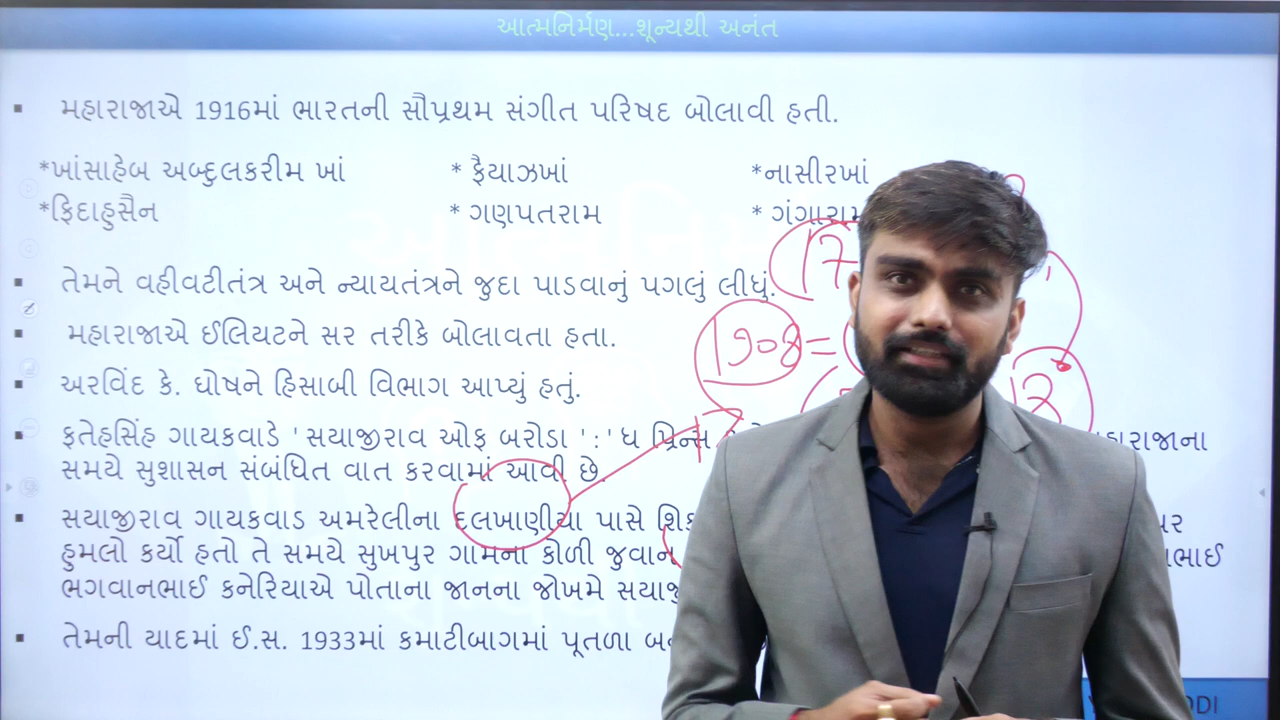 આત્મનિર્માણ...શૂન્યથી અનંત
▪ મહારાજાએ 1916માં ભારતની સૌપ્રથમ સંગીત પરિષદ બોલાવી હતી.
*ખાંસાહેબ અબ્દુલકરીમ ખાં * ફૈયાઝખાં *નાસીરખાં
*ફિદાહુસૈન * ગણપતરામ * ગંગારામ
17
▪ તેમને વહીવટીતંત્ર અને ન્યાયતંત્રને જુદા પાડવાનું પગલું લીધું.
▪ મહારાજાએ ઈલિયટને સર તરીકે બોલાવતા હતા.
1908 =
▪ અરવિંદ કે. ઘોષને હિસાબી વિભાગ આપ્યું હતું.
▪ ફતેહસિંહ ગાયકવાડે 'સયાજીરાવ ઓફ બરોડા ':'ધ પ્રિન્સ મહારાજાના
સમયે સુશાસન સંબંધિત વાત કરવામાં આવી છે.
▪ સયાજીરાવ ગાયકવાડ અમરેલીના દલખાણીયા પાસે
હુમલો કર્યો હતો તે સમયે સુખપુર ગામના કોળી જુવાન
ભગવાનભાઈ કનેરિયાએ પોતાના જાનના જોખમે
▪ તેમની યાદમાં ઈ.સ. 1933માં કમાટીબાગમાં પૂતળા